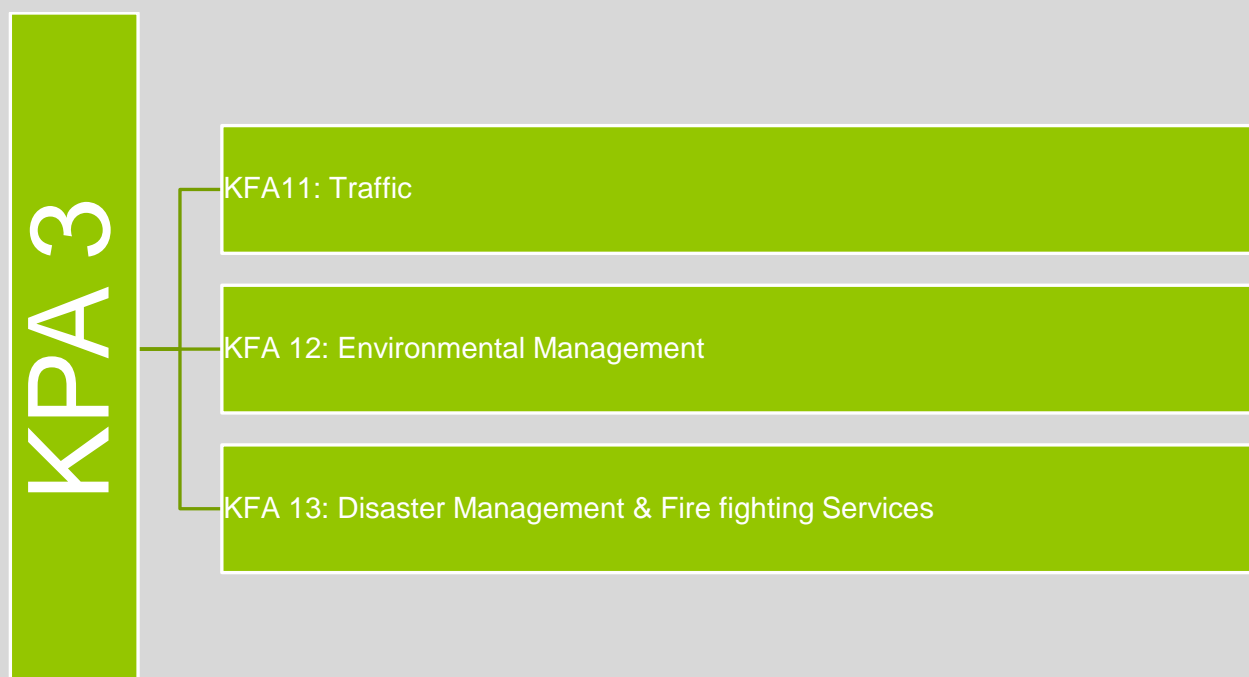 KPA 3
KFA11: Traffic
KFA 12: Environmental Management
KFA 13: Disaster Management & Fire fighting Services